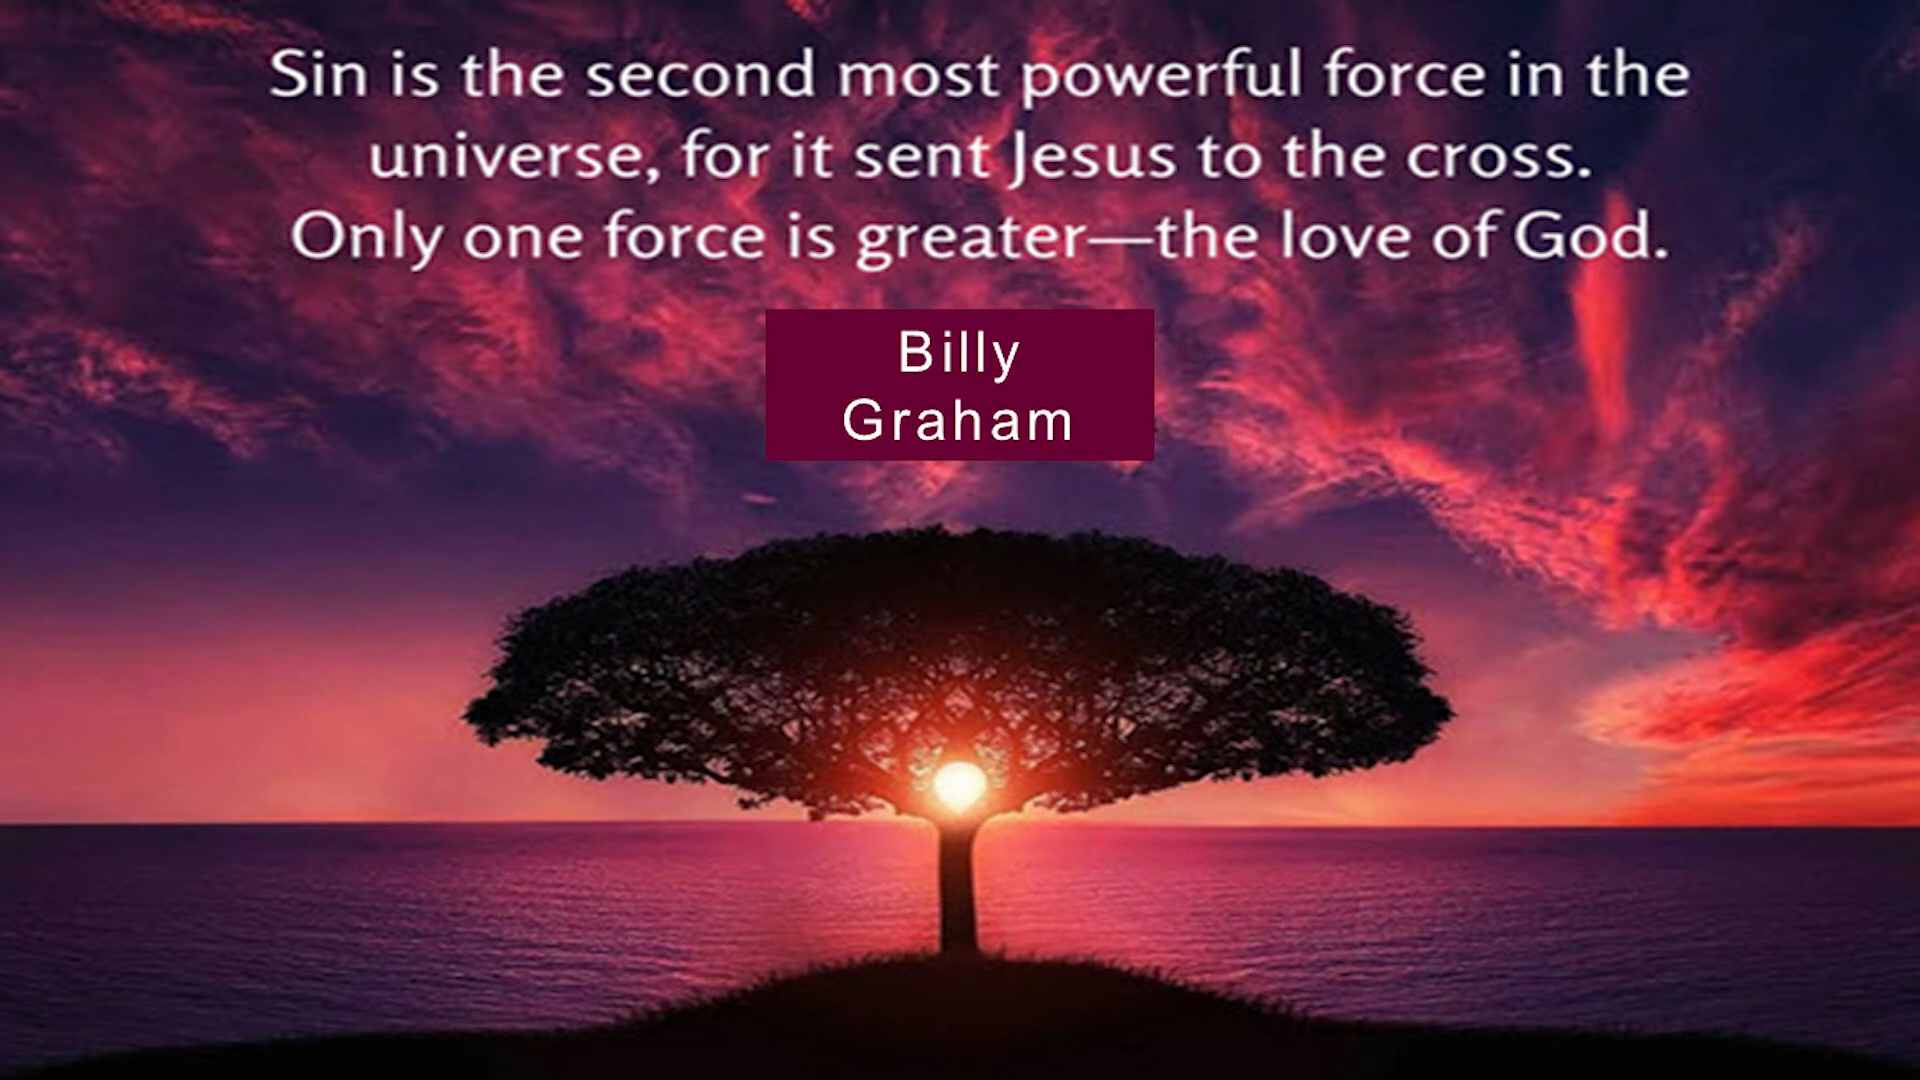 Sin is the second most powerful force in the
universe, for it sent Jesus to the cross.
Only one force is greater—the love of God.
Billy
Graham